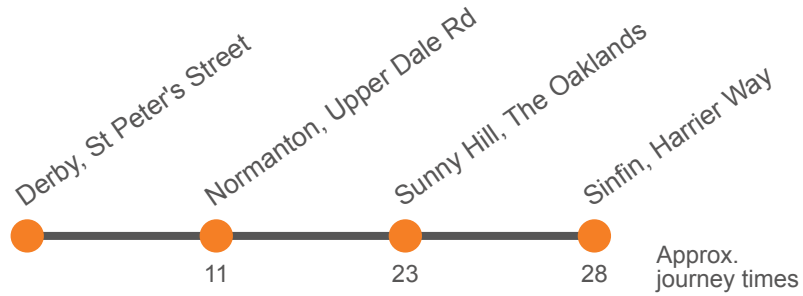 Derby, St Peter's Street
Normanton, Upper Dale Rd
Sunny Hill, The Oaklands
Sinfin, Harrier Way
11
23
28
Approx.
journey times